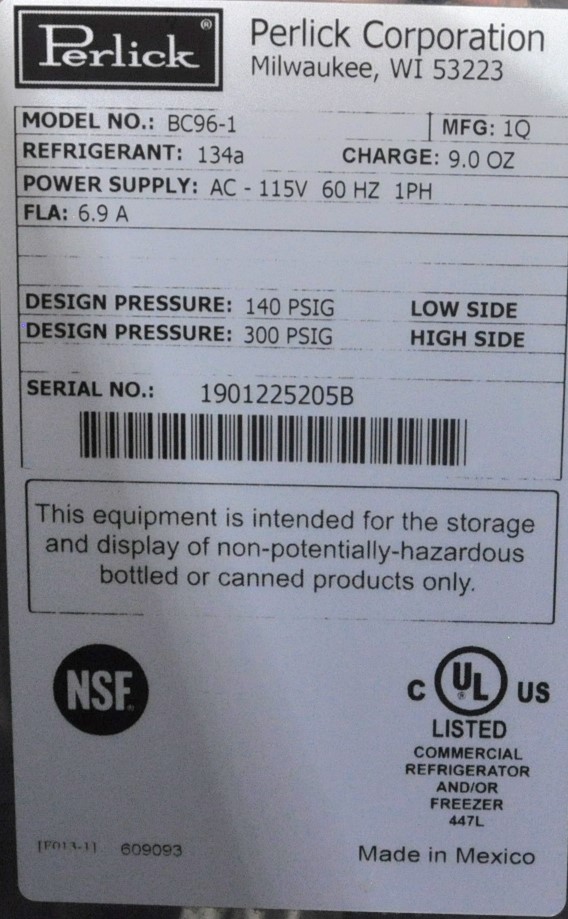 Perlick®
Perlick Corporation
Milwaukee, WI 53223
MODEL NO.: BC96-1 MFG: 1Q
REFRIGERANT: 134a CHARGE: 9.0 OZ
POWER SUPPLY: AC - 115V 60 HZ 1PH
FLA: 6.9 A
DESIGN PRESSURE: 140 PSIG LOW SIDE
DESIGN PRESSURE: 300 PSIG HIGH SIDE
SERIAL NO.: 1901225205B
This equipment is intended for the storage
and display of non-potentially-hazardous
bottled or canned products only.
NSF®
C UL® US
LISTED
COMMERCIAL
REFRIGERATOR
AND/OR
FREEZER
447L
[F013-1] 609093
Made in Mexico